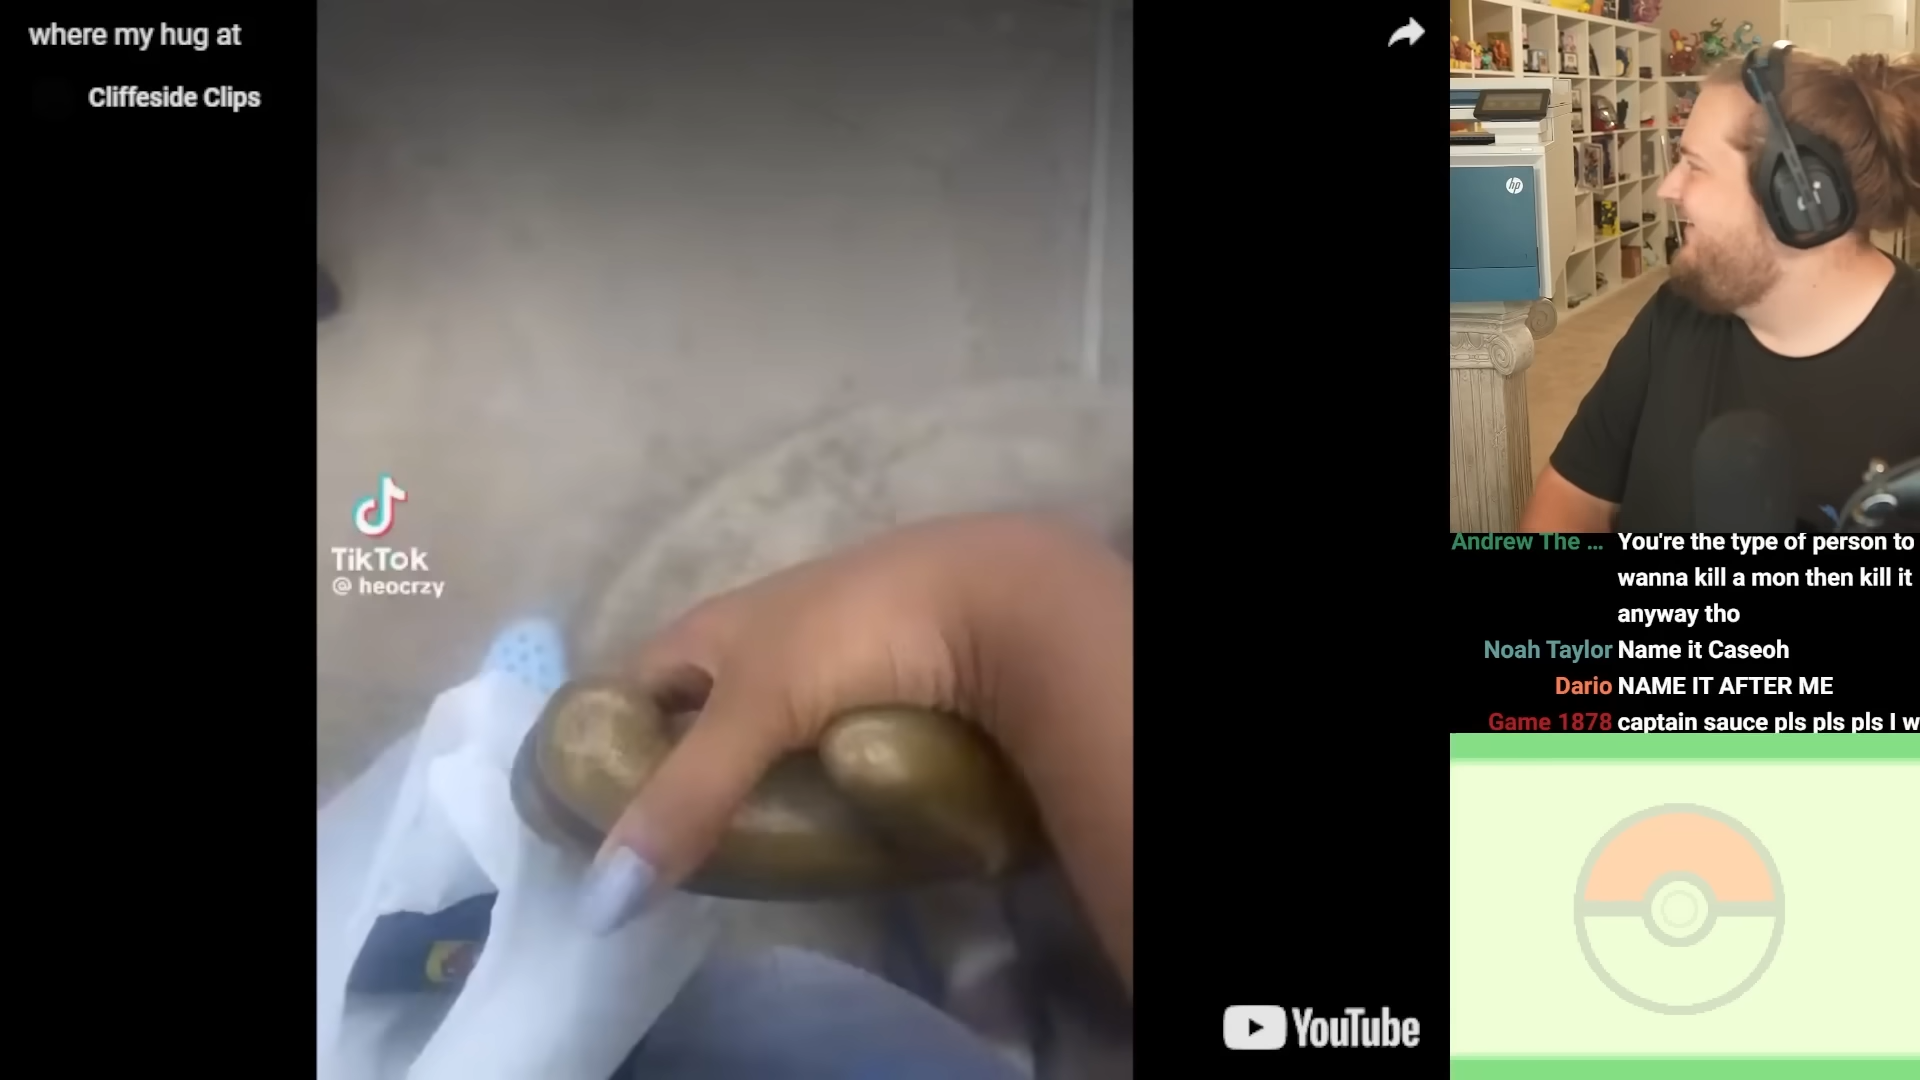 where my hug at
Cliffeside Clips
TikTok
@ heocrzy
YouTube
hp
Andrew The ... You're the type of person to
wanna kill a mon then kill it
anyway tho
Noah Taylor Name it Caseoh
Dario NAME IT AFTER ME
Game 1878 captain sauce pls pls pls I w